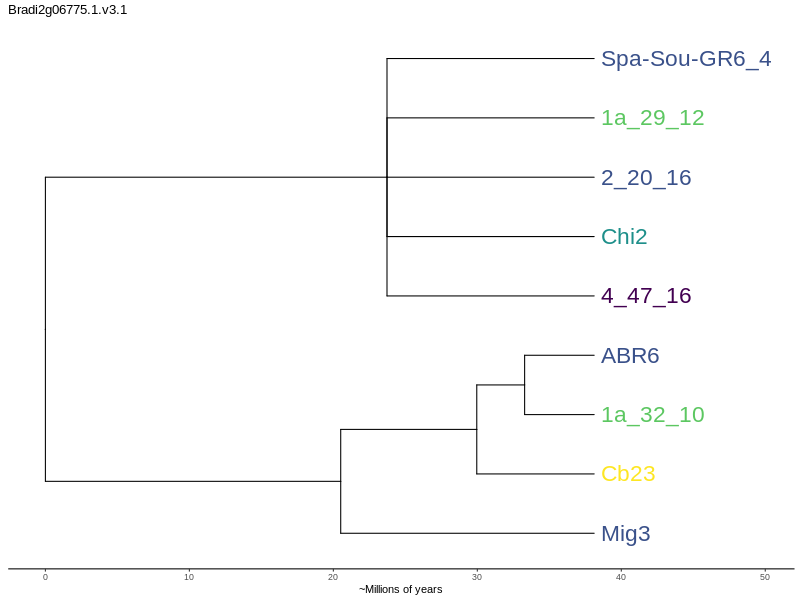 Bradi2g06775.1.v3.1
Spa-Sou-GR6_4
1a_29_12
2_20_16
Chi2
4_47_16
ABR6
1a_32_10
Cb23
Mig3
0 10 20 30 40 50
~Millions of years